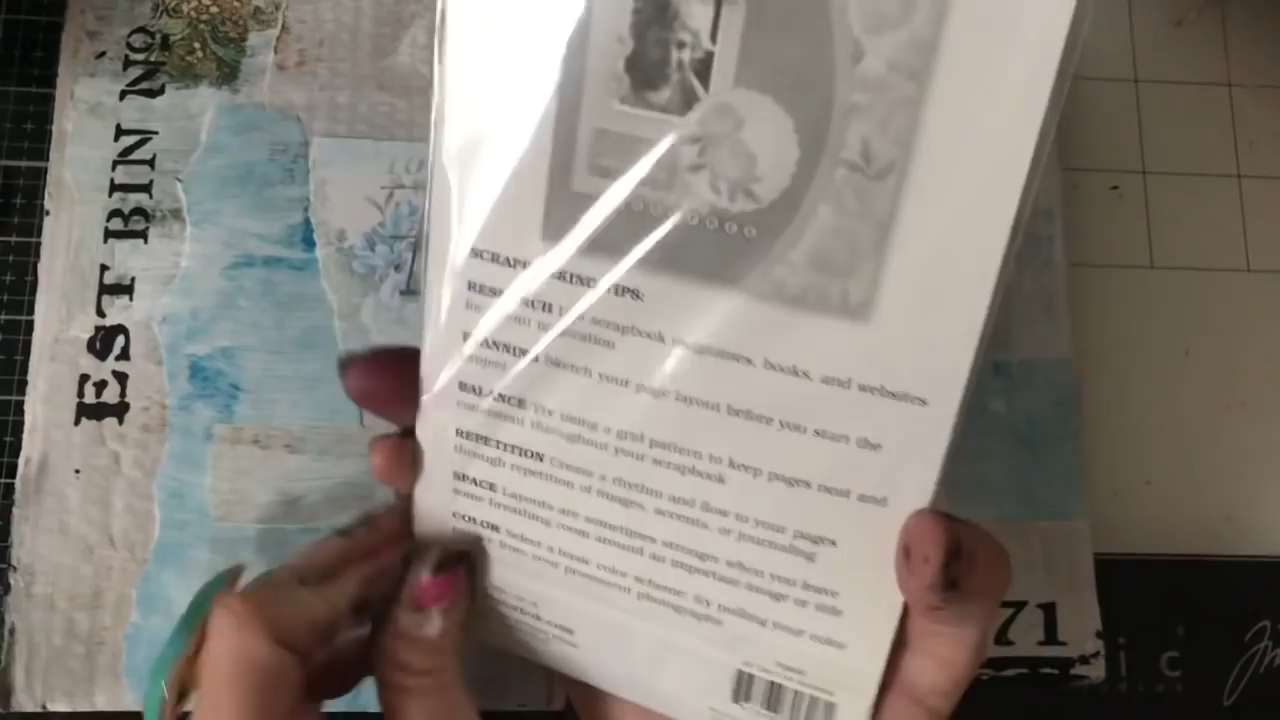 EST BIN NO
SCRAPBOOKING TIPS:
RESEARCH Use scrapbook magazines, books, and websites
for layout inspiration
PLANNING Sketch your page layout before you start the
project
BALANCE Try using a grid pattern to keep pages neat and
consistent throughout your scrapbook
REPETITION Create a rhythm and flow to your pages
through repetition of images, accents, or journaling
SPACE Layouts are sometimes stronger when you leave
some breathing room around an important image or title
COLOR Select a basic color scheme; try pulling your colors
from your prominent photographs
71